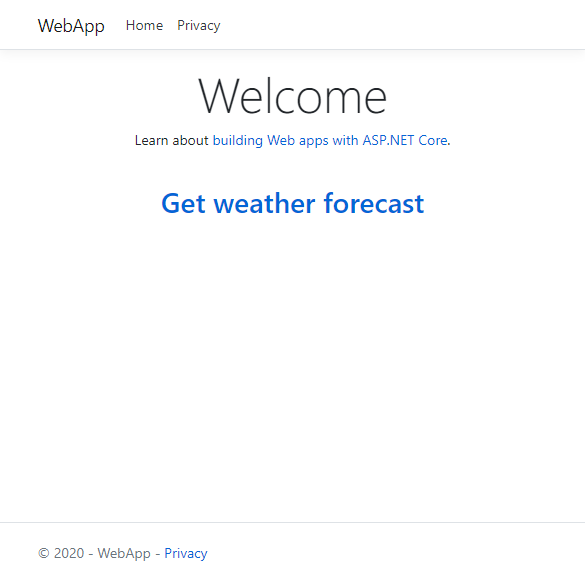 WebApp Home Privacy
Welcome
Learn about building Web apps with ASP.NET Core.
Get weather forecast
© 2020 - WebApp - Privacy